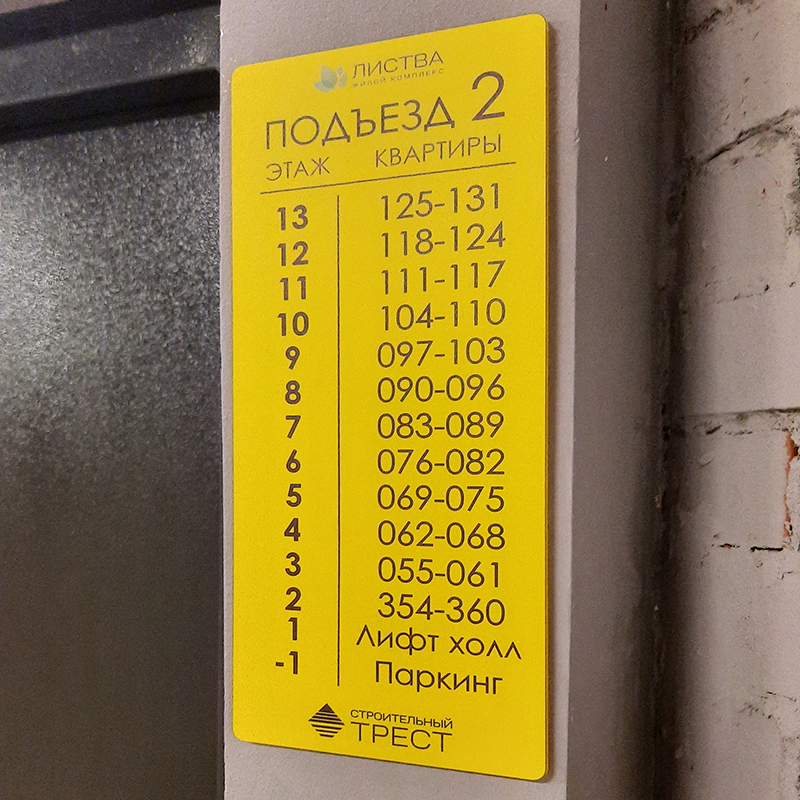 ЛИСТВА
ЖИЛОЙ КОМПЛЕКС
ПОДЪЕЗД 2
ЭТАЖ КВАРТИРЫ
13 125-131
12 118-124
11 111-117
10 104-110
9 097-103
8 090-096
7 083-089
6 076-082
5 069-075
4 062-068
3 055-061
2 354-360
1 Лифт холл
-1 Паркинг
СТРОИТЕЛЬНЫЙ
ТРЕСТ